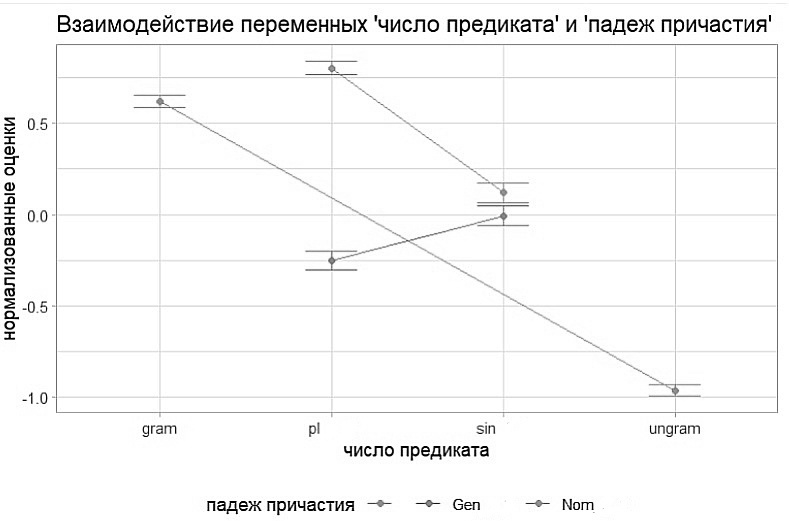 Взаимодействие переменных 'число предиката' и 'падеж причастия'
нормализованные оценки
0.5
0.0
-0.5
-1.0
gram pl sin ungram
число предиката
падеж причастия Gen Nom